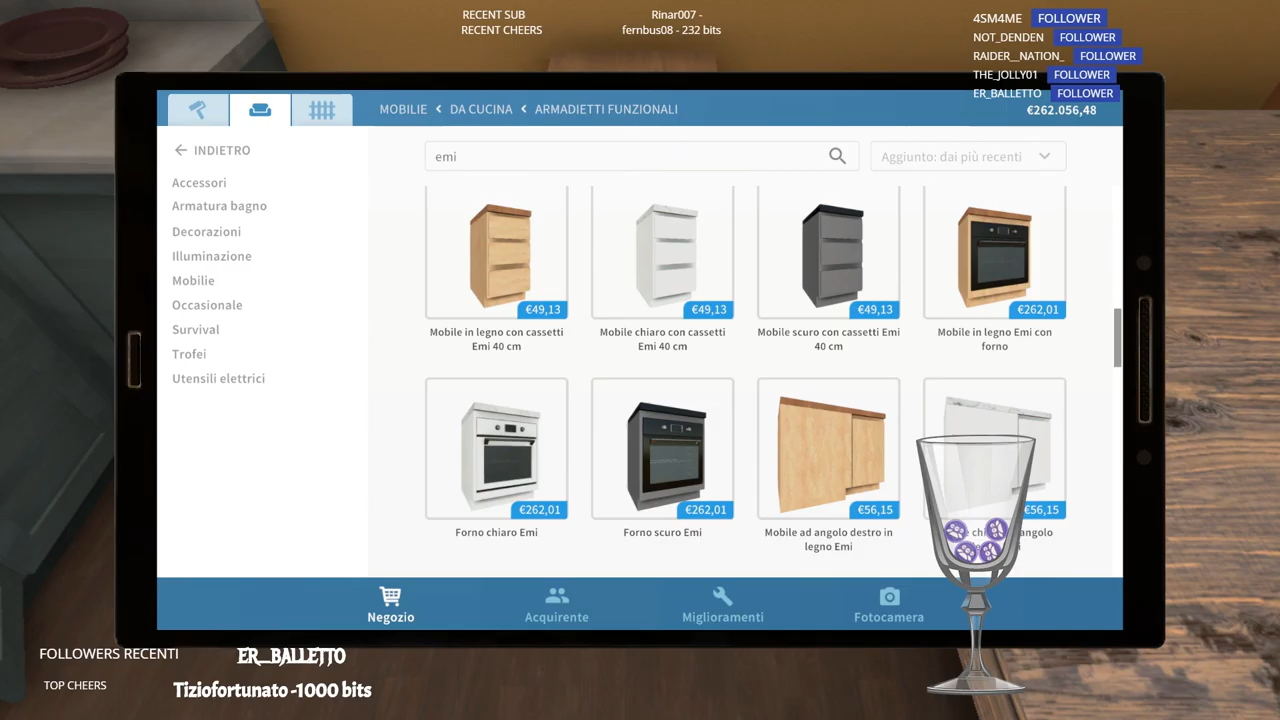 RECENT SUB
Rinar007 -
RECENT CHEERS
fernbus08 - 232 bits
4SM4ME FOLLOWER
NOT_DENDEN FOLLOWER
RAIDER__NATION_ FOLLOWER
THE_JOLLY01 FOLLOWER
ER_BALLETTO FOLLOWER
MOBILIE < DA CUCINA < ARMADIETTI FUNZIONALI
€262.056,48
INDIETRO
Accessori
Armatura bagno
Decorazioni
Illuminazione
Mobilie
Occasionale
Survival
Trofei
Utensili elettrici
emi
Aggiunto: dai più recenti
€49,13
€49,13
€49,13
€262,01
Mobile in legno con cassetti
Emi 40 cm
Mobile chiaro con cassetti
Emi 40 cm
Mobile scuro con cassetti Emi
40 cm
Mobile in legno Emi con
forno
€262,01
€262,01
€56,15
€56,15
Forno chiaro Emi
Forno scuro Emi
Mobile ad angolo destro in
legno Emi
Negozio
Acquirente
Miglioramenti
Fotocamera
FOLLOWERS RECENTI
ER_BALLETTO
TOP CHEERS
Tiziofortunato -1000 bits